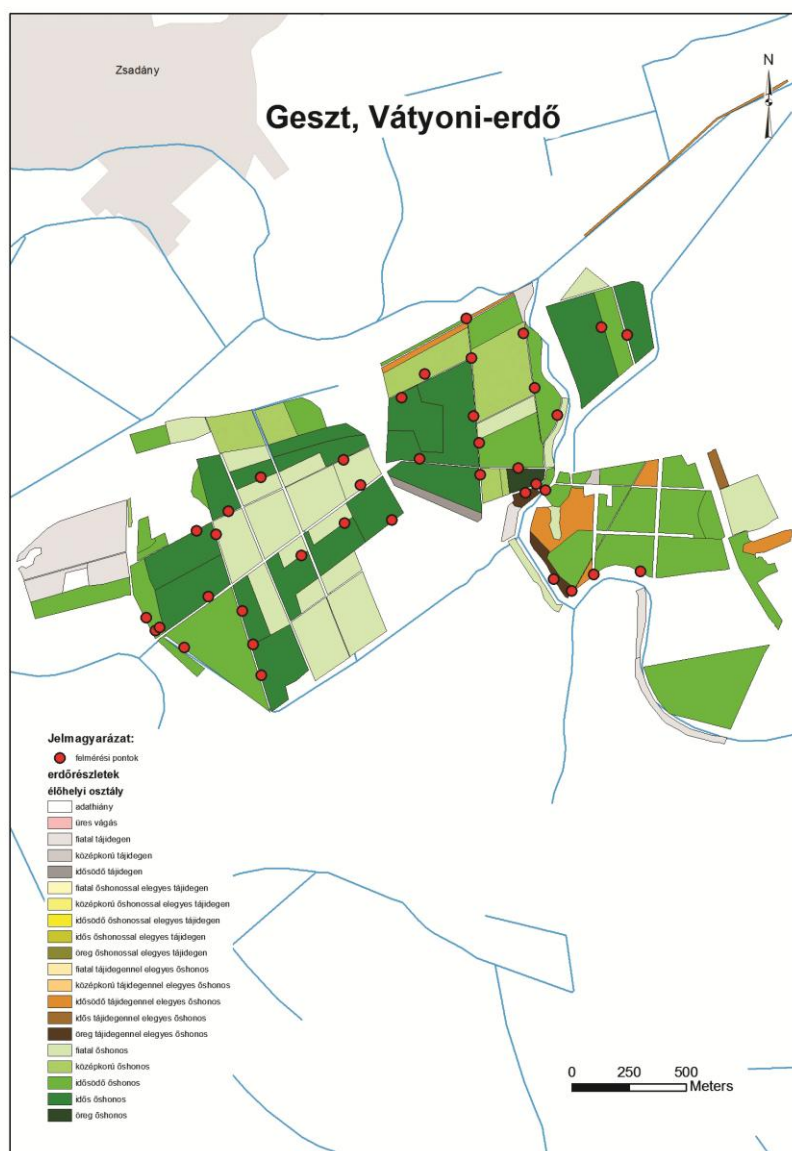 Zsadány
N
Geszt, Vátyoni-erdő
Jelmagyarázat:
felmérési pontok
erdőrészletek
élőhelyi osztály
adathiány
üres vágás
fiatal tájidegen
középkorú tájidegen
idősödő tájidegen
fiatal őshonossal elegyes tájidegen
középkorú őshonossal elegyes tájidegen
idősödő őshonossal elegyes tájidegen
idős őshonossal elegyes tájidegen
öreg őshonossal elegyes tájidegen
fiatal tájidegennel elegyes őshonos
középkorú tájidegennel elegyes őshonos
idősödő tájidegennel elegyes őshonos
idős tájidegennel elegyes őshonos
öreg tájidegennel elegyes őshonos
fiatal őshonos
középkorú őshonos
idősödő őshonos
idős őshonos
öreg őshonos
0 250 500
Meters